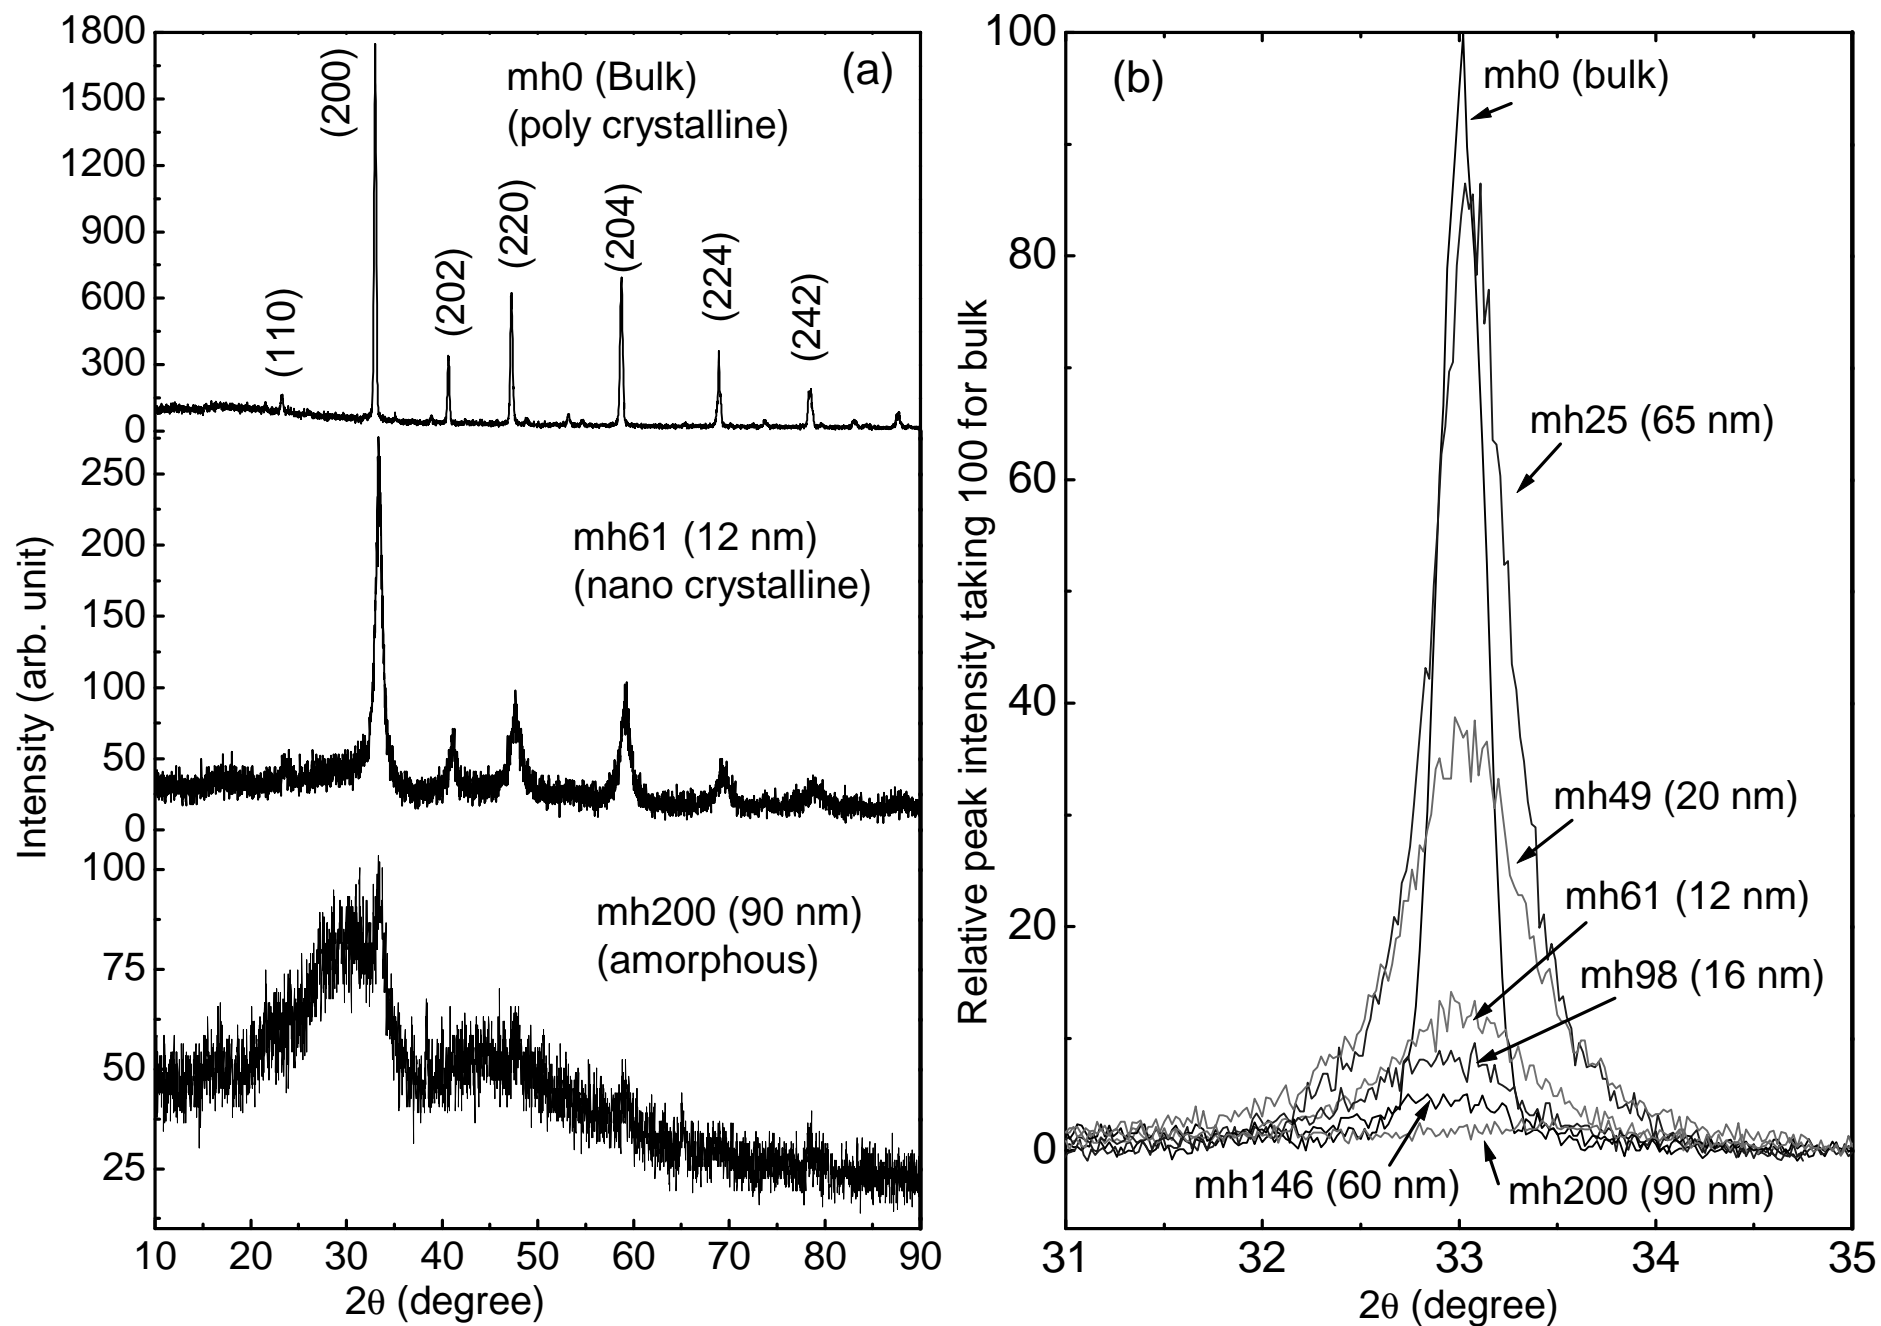 (a)
mh0 (Bulk)
(poly crystalline)
(110)
(200)
(202)
(220)
(204)
(224)
(242)
1800
1500
1200
900
600
300
0
mh61 (12 nm)
(nano crystalline)
250
200
150
100
50
0
mh200 (90 nm)
(amorphous)
100
75
50
25
Intensity (arb. unit)
10 20 30 40 50 60 70 80 90
2θ (degree)
(b)
mh0 (bulk)
mh25 (65 nm)
mh49 (20 nm)
mh61 (12 nm)
mh98 (16 nm)
mh146 (60 nm)
mh200 (90 nm)
100
80
60
40
20
0
Relative peak intensity taking 100 for bulk
31 32 33 34 35
2θ (degree)